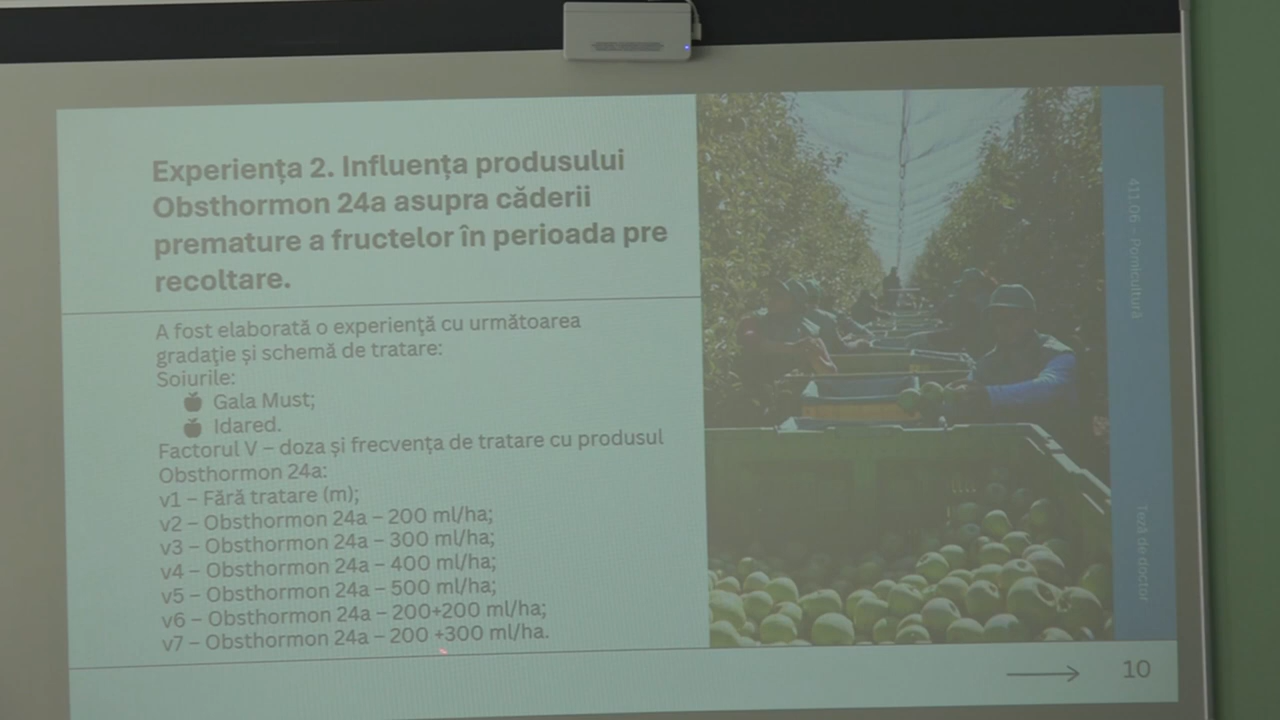 Experiența 2. Influența produsului
Obsthormon 24a asupra căderii
premature a fructelor în perioada pre
recoltare.
A fost elaborată o experienţă cu următoarea
gradaţie și schemă de tratare:
Soiurile:
Gala Must;
Idared.
Factorul V – doza și frecvența de tratare cu produsul
Obsthormon 24a:
v1 – Fără tratare (m);
v2 – Obsthormon 24a – 200 ml/ha;
v3 – Obsthormon 24a – 300 ml/ha;
v4 – Obsthormon 24a – 400 ml/ha;
v5 – Obsthormon 24a – 500 ml/ha;
v6 – Obsthormon 24a – 200+200 ml/ha;
v7 – Obsthormon 24a – 200 +300 ml/ha.
411.06 - Pomicultură
Teză de doctor
10